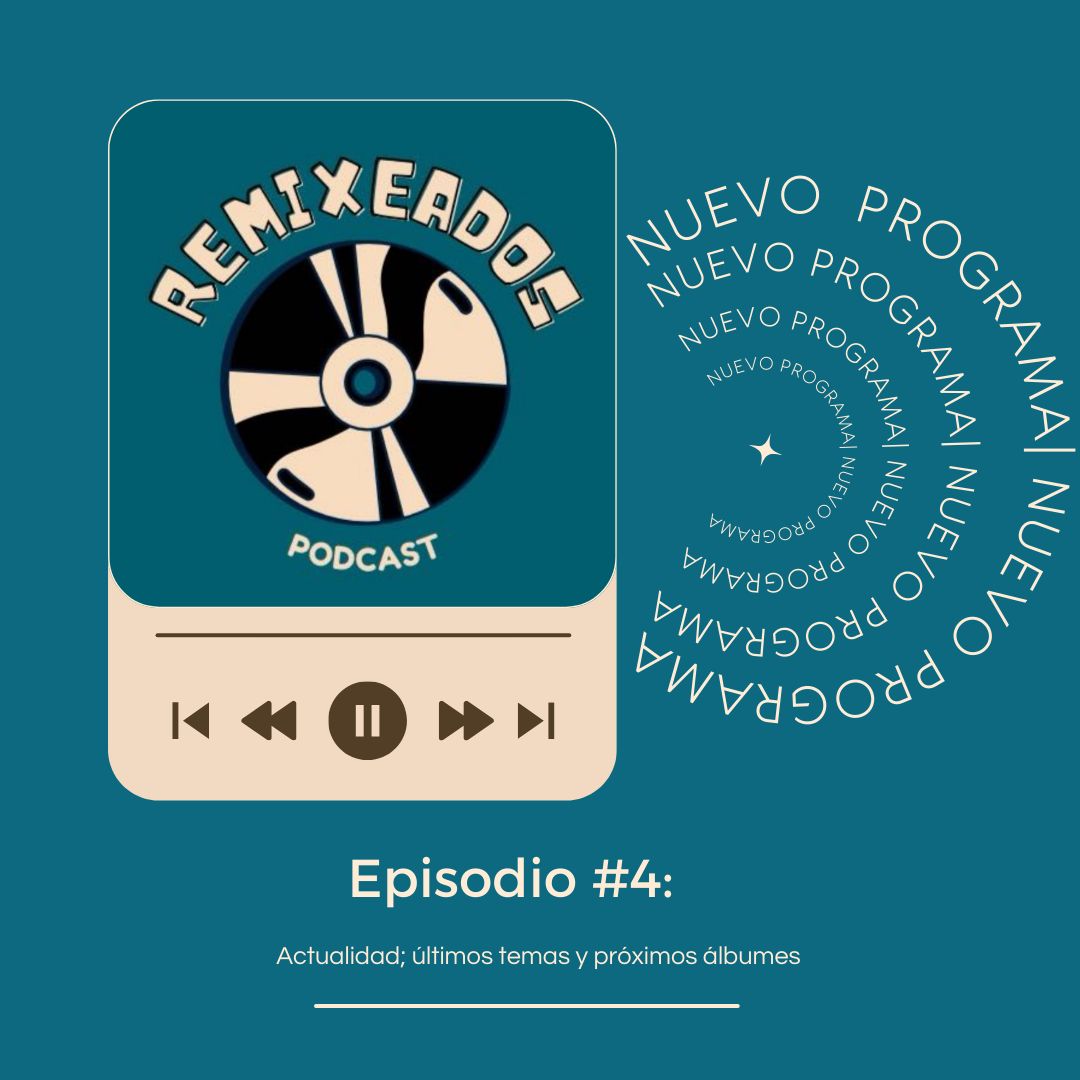 REMIXEADOS
PODCAST
NUEVO PROGRAMA| NUEVO PROGRAMA
NUEVO PROGRAMA| NUEVO PROGRAMA
NUEVO PROGRAMA| NUEVO PROGRAMA
NUEVO PROGRAMA| NUEVO PROGRAMA
Episodio #4:
Actualidad; últimos temas y próximos álbumes